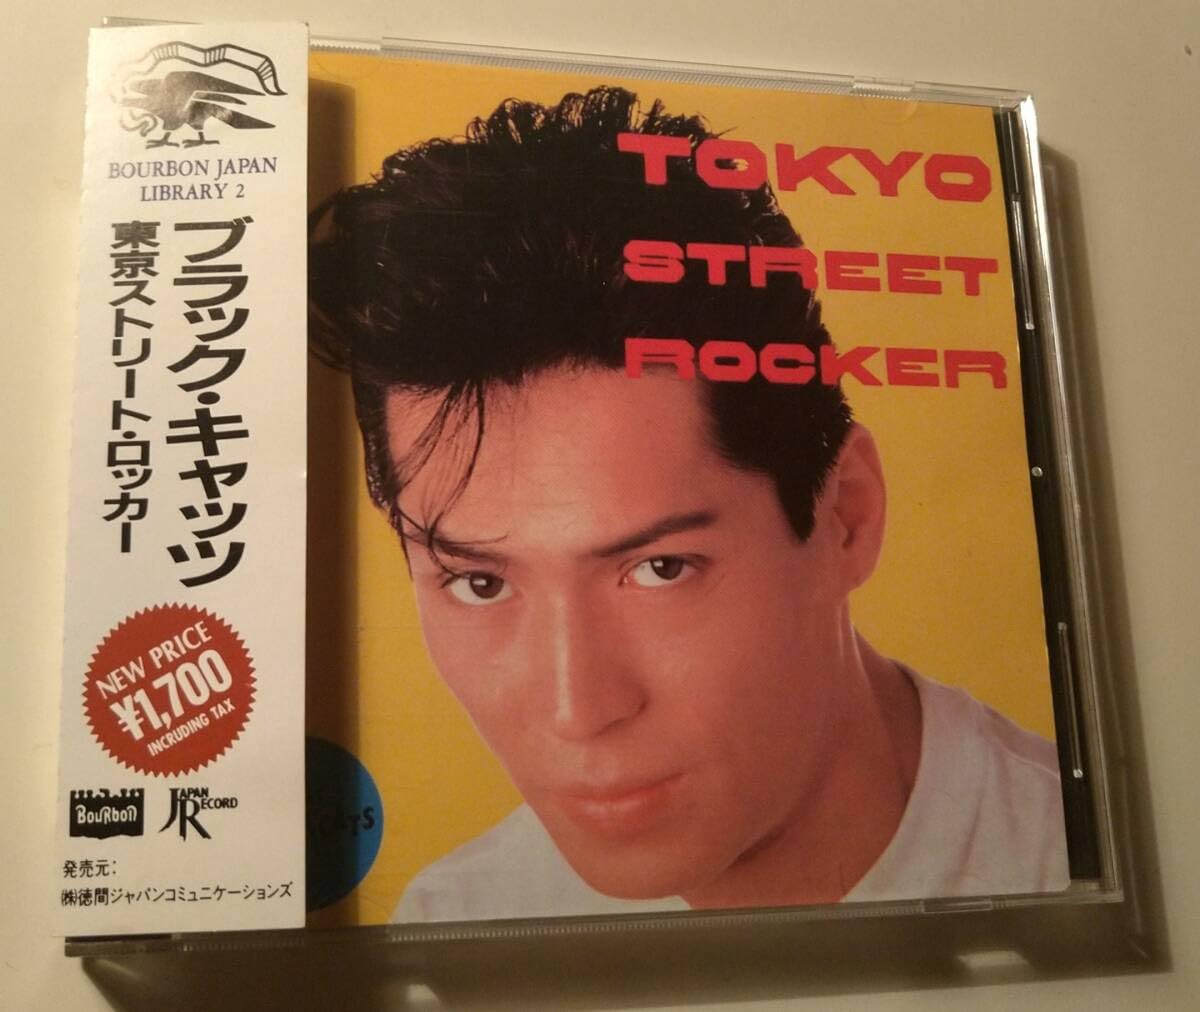 BOURBON JAPAN
LIBRARY 2
ブラック・キャッツ
東京ストリート・ロッカー
NEW PRICE
¥1,700
INCRUDING TAX
BOURBON
JAPAN
RECORD
発売元:
㈱徳間ジャパンコミュニケーションズ
TOKYO
STREET
ROCKER